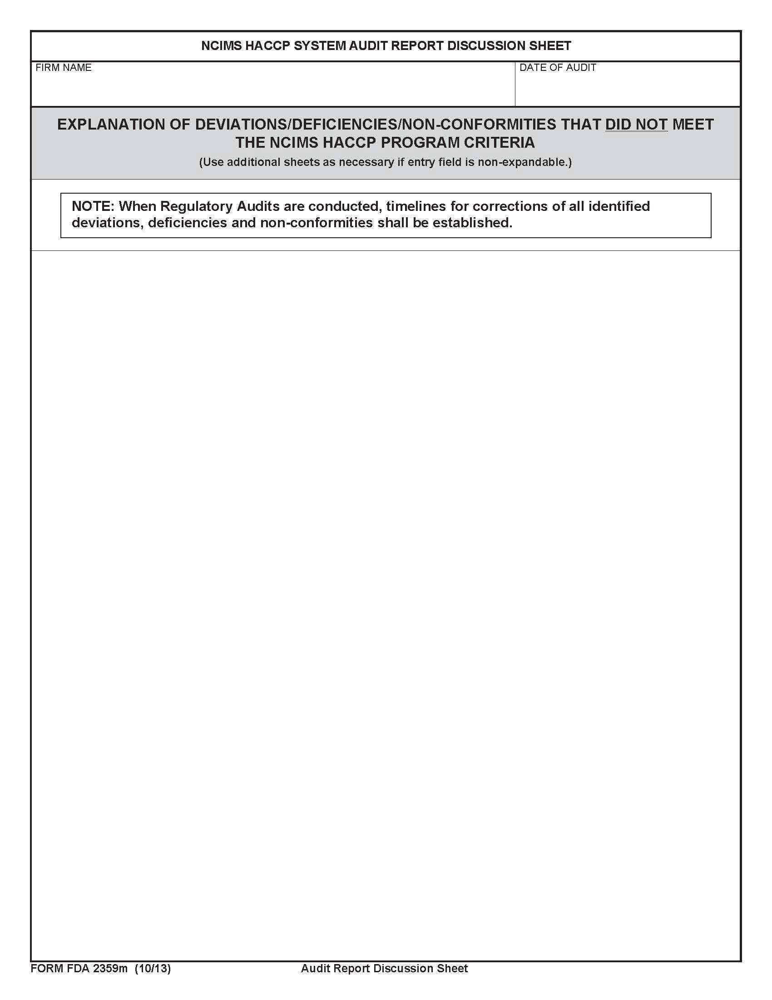 NCIMS HACCP SYSTEM AUDIT REPORT DISCUSSION SHEET
FIRM NAME
DATE OF AUDIT
EXPLANATION OF DEVIATIONS/DEFICIENCIES/NON-CONFORMITIES THAT DID NOT MEET
THE NCIMS HACCP PROGRAM CRITERIA
(Use additional sheets as necessary if entry field is non-expandable.)
NOTE: When Regulatory Audits are conducted, timelines for corrections of all identified
deviations, deficiencies and non-conformities shall be established.
FORM FDA 2359m (10/13)
Audit Report Discussion Sheet